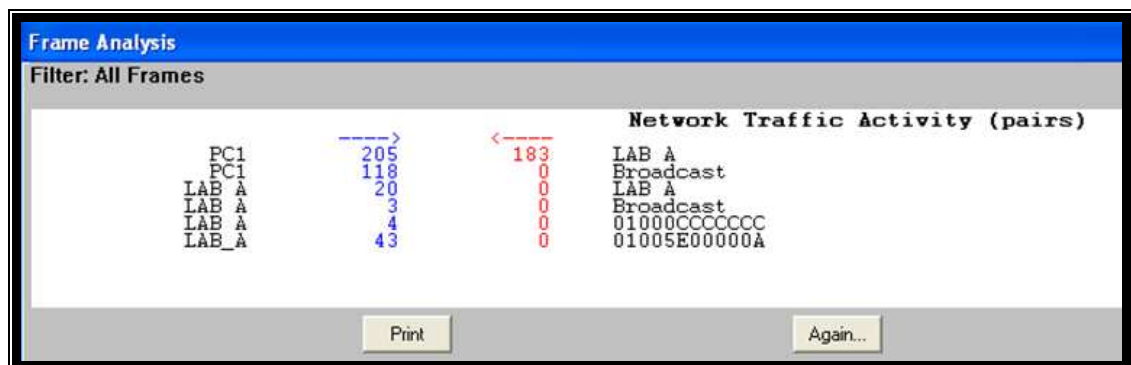 Frame Analysis
Filter: All Frames
Network Traffic Activity (pairs)
----> <----
PC1 205 183 LAB A
PC1 118 0 Broadcast
LAB A 20 0 LAB A
LAB A 3 0 Broadcast
LAB A 4 0 01000CCCCCCC
LAB_A 43 0 01005E00000A
Print Again...